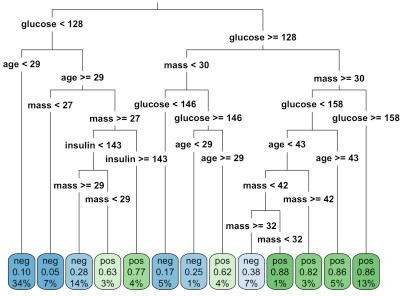 glucose < 128
glucose >= 128
age < 29
mass < 30
age >= 29
mass >= 30
mass < 27
glucose < 146
glucose < 158
mass >= 27
glucose >= 146
glucose >= 158
insulin < 143
age < 29
age < 43
insulin >= 143
age >= 29
age >= 43
mass >= 29
mass < 42
mass < 29
mass >= 42
mass >= 32
mass < 32
neg neg neg pos pos neg neg pos neg pos pos pos pos
0.10 0.05 0.28 0.63 0.77 0.17 0.25 0.62 0.38 0.88 0.82 0.86 0.86
34% 7% 14% 3% 4% 5% 1% 4% 7% 1% 3% 5% 13%